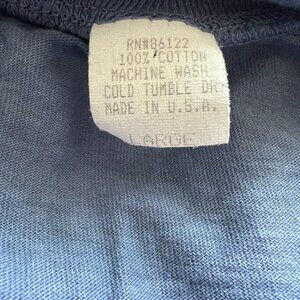 RN#86122
100% COTTON
MACHINE WASH
COLD TUMBLE DRY
MADE IN U.S.A.
LARGE